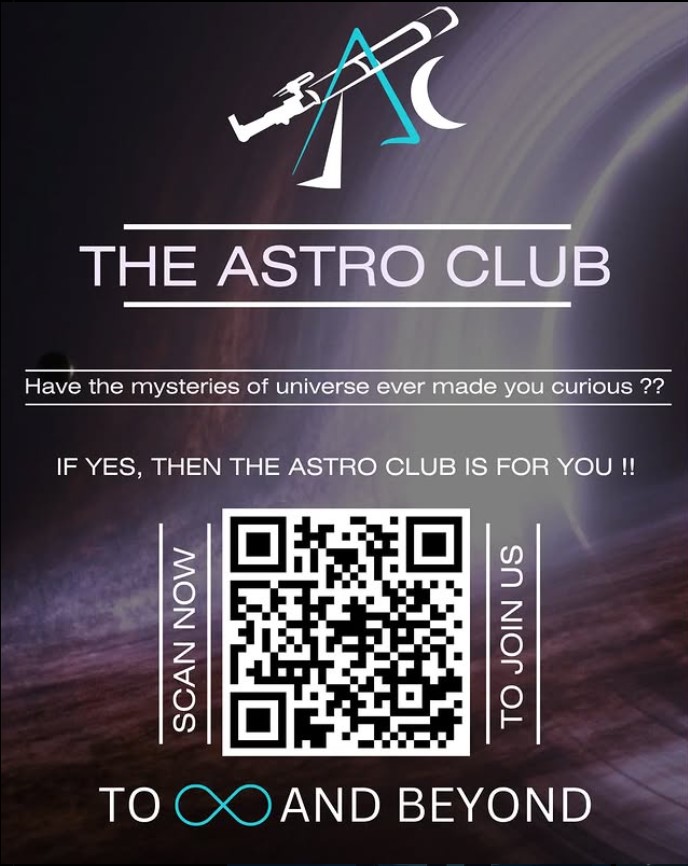 THE ASTRO CLUB
Have the mysteries of universe ever made you curious ??
IF YES, THEN THE ASTRO CLUB IS FOR YOU !!
SCAN NOW
TO JOIN US
TO ∞ AND BEYOND